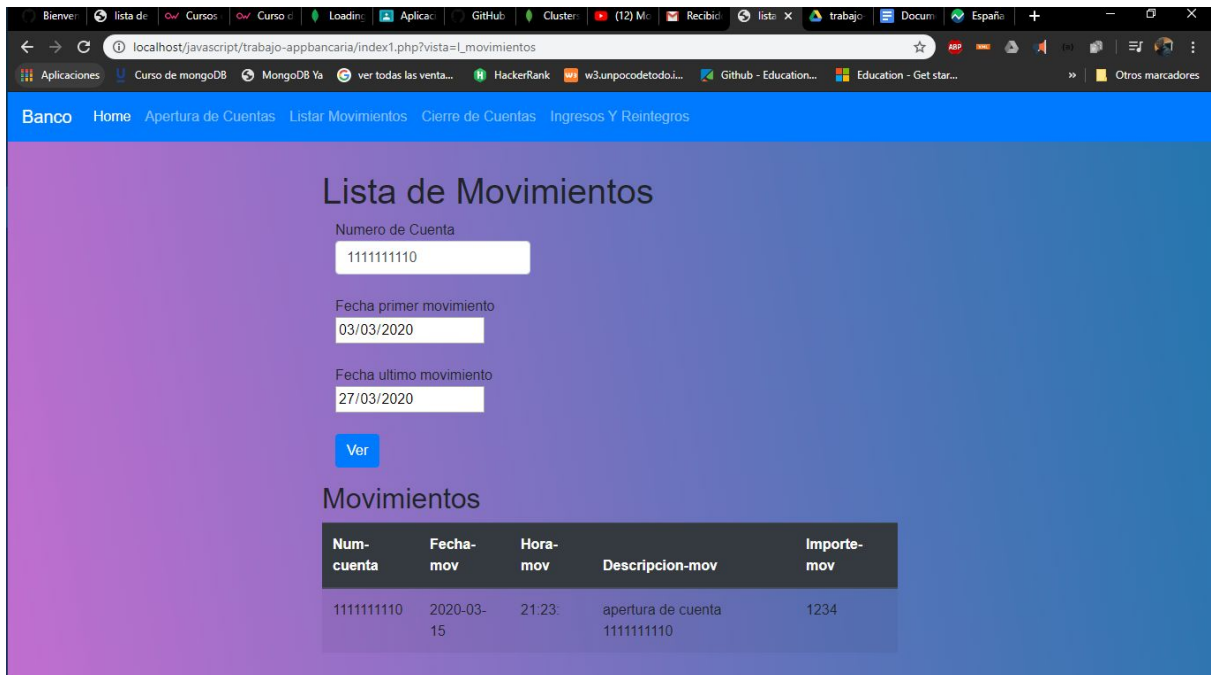 Bienven lista de Cursos Curso d Loading Aplicaci GitHub Cluster: (12) Mc Recibid lista trabajo- Docum España
localhost/javascript/trabajo-appbancaria/index1.php?vista=l_movimientos
Aplicaciones Curso de mongoDB MongoDB Ya ver todas las venta... HackerRank w3.unpocodetodo.i... Github - Education... Education - Get star... » Otros marcadores
Banco Home Apertura de Cuentas Listar Movimientos Cierre de Cuentas Ingresos Y Reintegros
Lista de Movimientos
Numero de Cuenta
1111111110
Fecha primer movimiento
03/03/2020
Fecha ultimo movimiento
27/03/2020
Ver
Movimientos
Num-cuenta Fecha-mov Hora-mov Descripcion-mov Importe-mov
1111111110 2020-03-15 21:23: apertura de cuenta 1111111110 1234